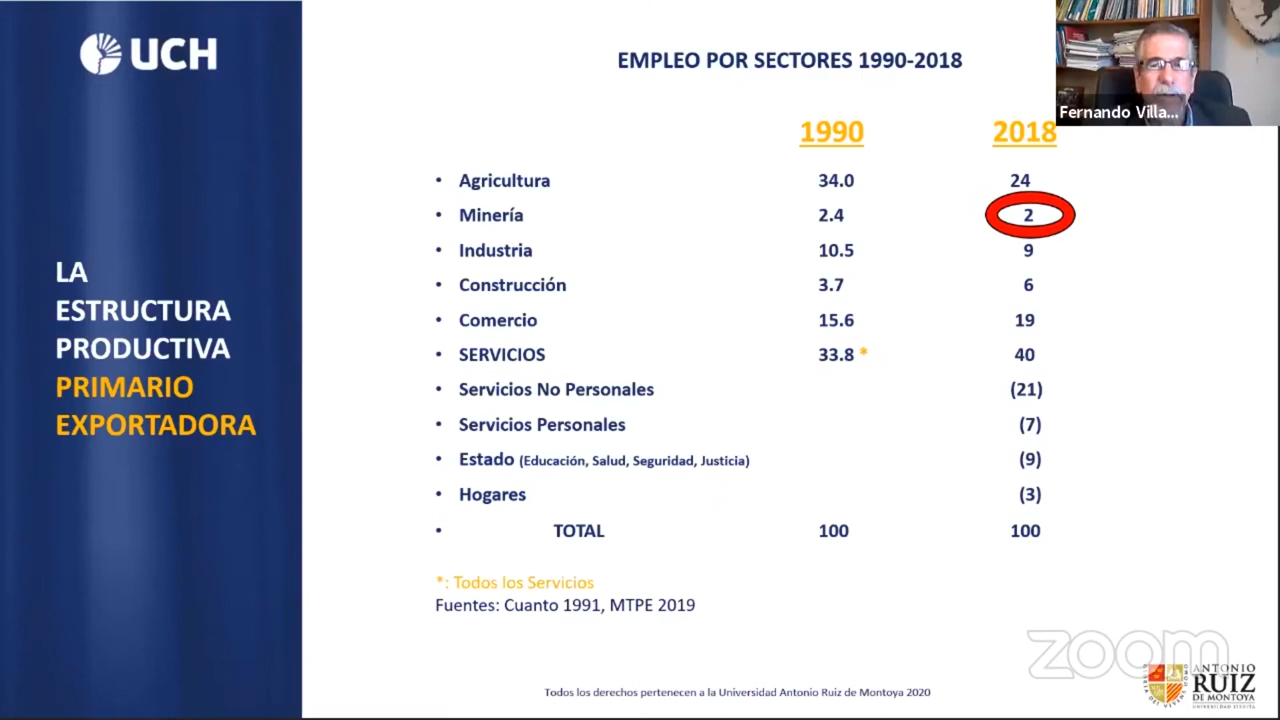 UCH
LA
ESTRUCTURA
PRODUCTIVA
PRIMARIO
EXPORTADORA
EMPLEO POR SECTORES 1990-2018
Fernando Villa...
1990 2018
• Agricultura 34.0 24
• Minería 2.4 2
• Industria 10.5 9
• Construcción 3.7 6
• Comercio 15.6 19
• SERVICIOS 33.8 * 40
• Servicios No Personales (21)
• Servicios Personales (7)
• Estado (Educación, Salud, Seguridad, Justicia) (9)
• Hogares (3)
• TOTAL 100 100
*: Todos los Servicios
Fuentes: Cuanto 1991, MTPE 2019
zoom
ANTONIO
RUIZ
DE MONTOYA
UNIVERSIDAD JESUITA
Todos los derechos pertenecen a la Universidad Antonio Ruiz de Montoya 2020